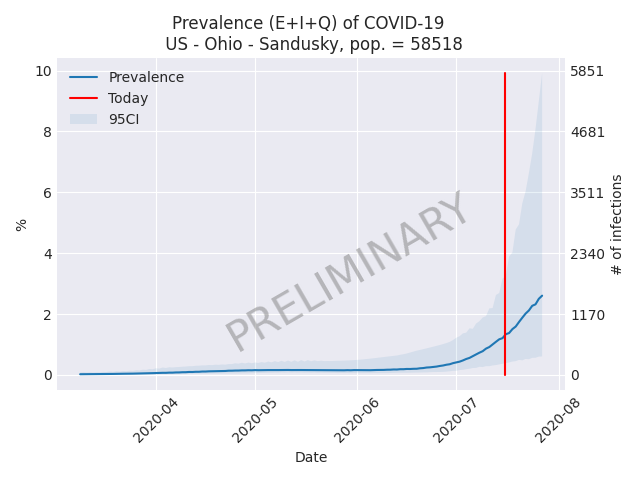 Prevalence (E+I+Q) of COVID-19
US - Ohio - Sandusky, pop. = 58518
Prevalence
Today
95CI
10
8
6
4
2
0
%
5851
4681
3511
2340
1170
0
# of infections
PRELIMINARY
2020-04
2020-05
2020-06
2020-07
2020-08
Date